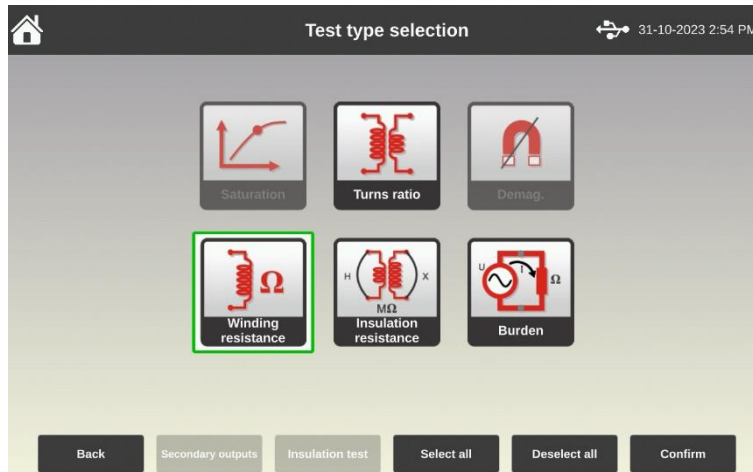 Test type selection
31-10-2023 2:54 PM
Saturation
Turns ratio
Demag.
Ω
H
X
MΩ
U
I
Ω
Winding
resistance
Insulation
resistance
Burden
Back
Secondary outputs
Insulation test
Select all
Deselect all
Confirm